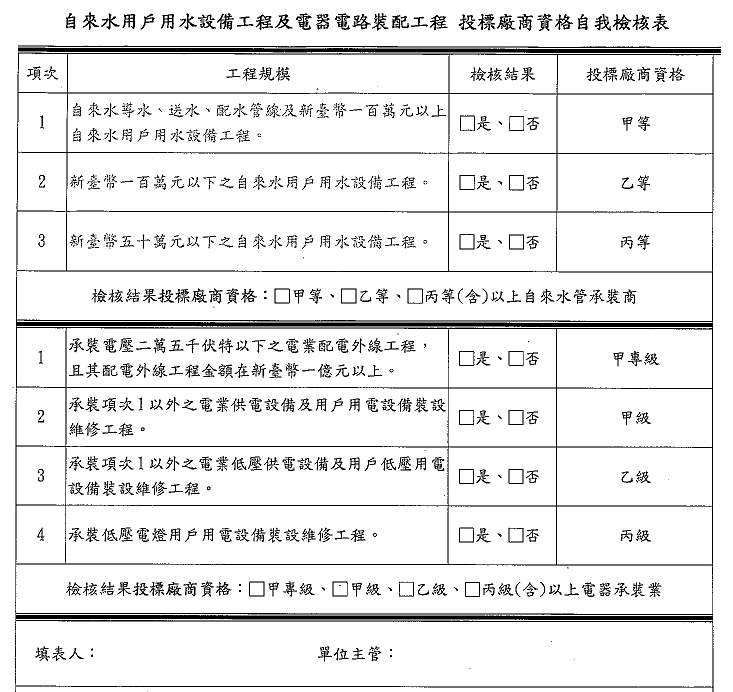 自來水用戶用水設備工程及電器電路裝配工程 投標廠商資格自我檢核表
項次 工程規模 檢核結果 投標廠商資格
1 自來水導水、送水、配水管線及新臺幣一百萬元以上
自來水用戶用水設備工程。 □是、□否 甲等
2 新臺幣一百萬元以下之自來水用戶用水設備工程。 □是、□否 乙等
3 新臺幣五十萬元以下之自來水用戶用水設備工程。 □是、□否 丙等
檢核結果投標廠商資格：□甲等、□乙等、□丙等(含)以上自來水管承裝商
1 承裝電壓二萬五千伏特以下之電業配電外線工程，
且其配電外線工程金額在新臺幣一億元以上。 □是、□否 甲專級
2 承裝項次1以外之電業供電設備及用戶用電設備裝設
維修工程。 □是、□否 甲級
3 承裝項次1以外之電業低壓供電設備及用戶低壓用電
設備裝設維修工程。 □是、□否 乙級
4 承裝低壓電燈用戶用電設備裝設維修工程。 □是、□否 丙級
檢核結果投標廠商資格：□甲專級、□甲級、□乙級、□丙級(含)以上電器承裝業
填表人： 單位主管：